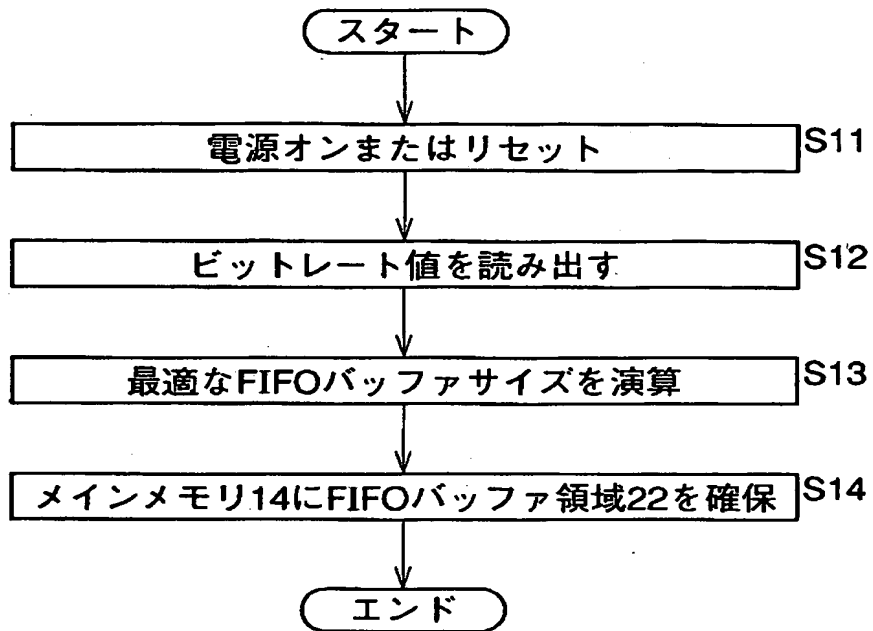 スタート
電源オンまたはリセット S11
ビットレート値を読み出す S12
最適なFIFOバッファサイズを演算 S13
メインメモリ14にFIFOバッファ領域22を確保 S14
エンド